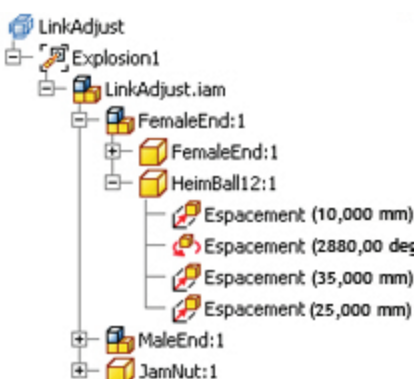 LinkAdjust
Explosion1
LinkAdjust.iam
FemaleEnd:1
FemaleEnd:1
HeimBall12:1
Espacement (10,000 mm)
Espacement (2880,00 deg
Espacement (35,000 mm)
Espacement (25,000 mm)
MaleEnd:1
JamNut:1